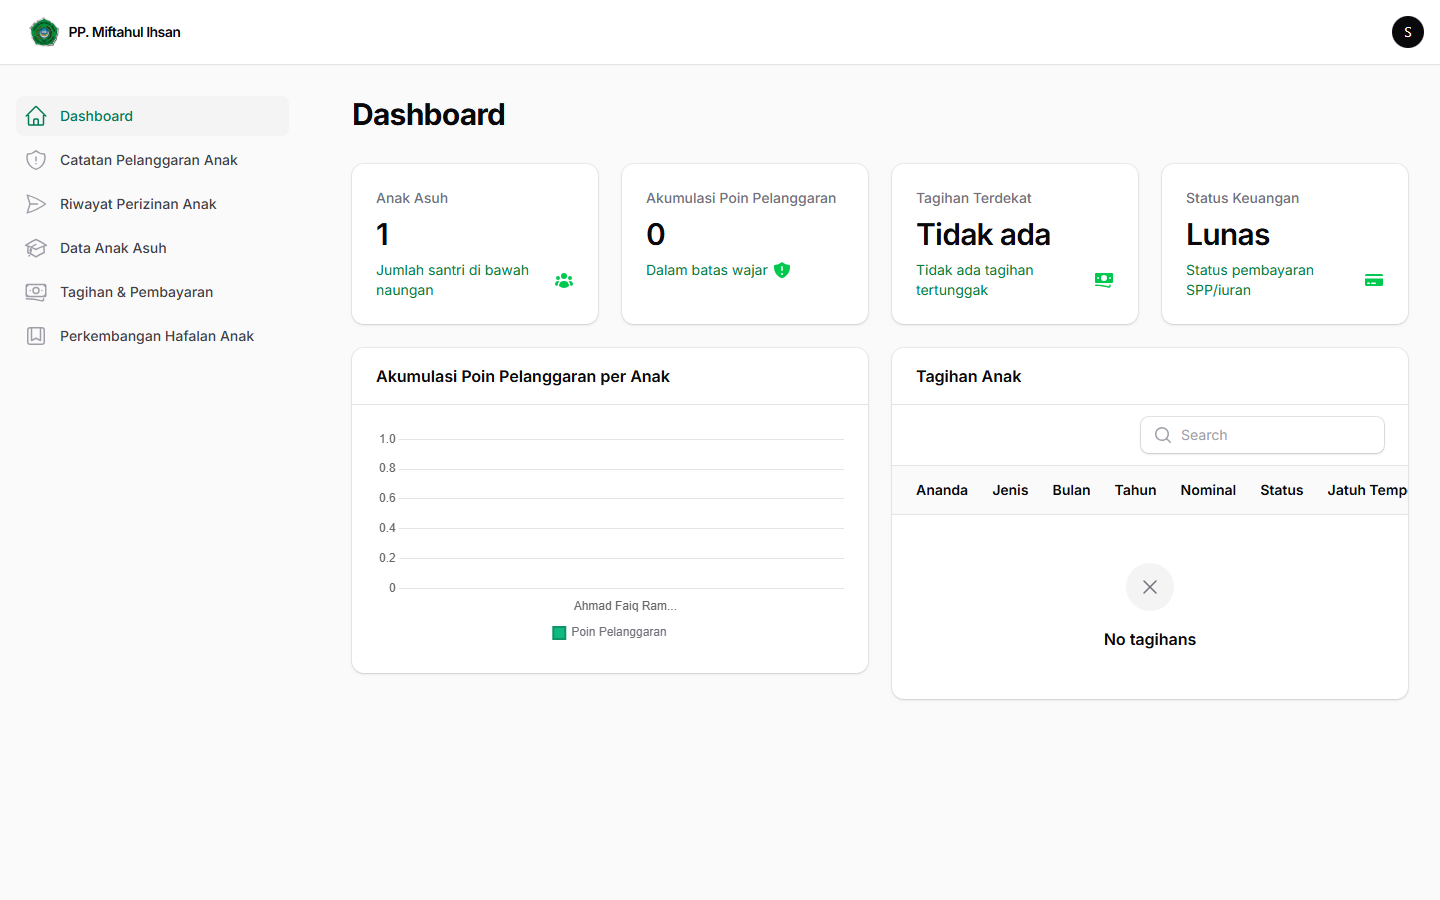 PP. Miftahul Ihsan
S
Dashboard
Catatan Pelanggaran Anak
Riwayat Perizinan Anak
Data Anak Asuh
Tagihan & Pembayaran
Perkembangan Hafalan Anak
Dashboard
Anak Asuh
1
Jumlah santri di bawah
naungan
Akumulasi Poin Pelanggaran
0
Dalam batas wajar
Tagihan Terdekat
Tidak ada
Tidak ada tagihan
tertunggak
Status Keuangan
Lunas
Status pembayaran
SPP/iuran
Akumulasi Poin Pelanggaran per Anak
1.0
0.8
0.6
0.4
0.2
0
Ahmad Faiq Ram...
Poin Pelanggaran
Tagihan Anak
Search
Ananda Jenis Bulan Tahun Nominal Status Jatuh Temp
No tagihans